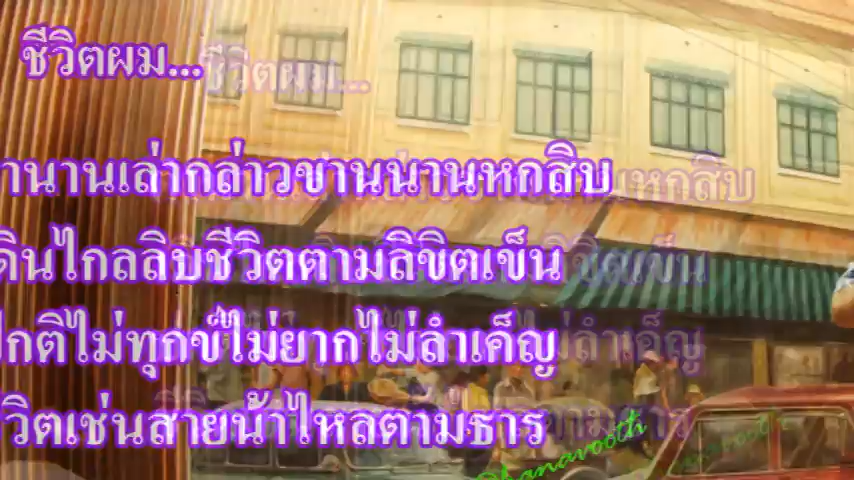 ชีวิตผม...
านานเล่ากล่าวขานนานหกสิบ
ดินไกลลิบชีวิตตามลิขิตเข็น
กติไม่ทุกข์ไม่ยากไม่ลำเค็ญ
วิตเช่นสายน้ำไหลตามธาร
Dhanavooth